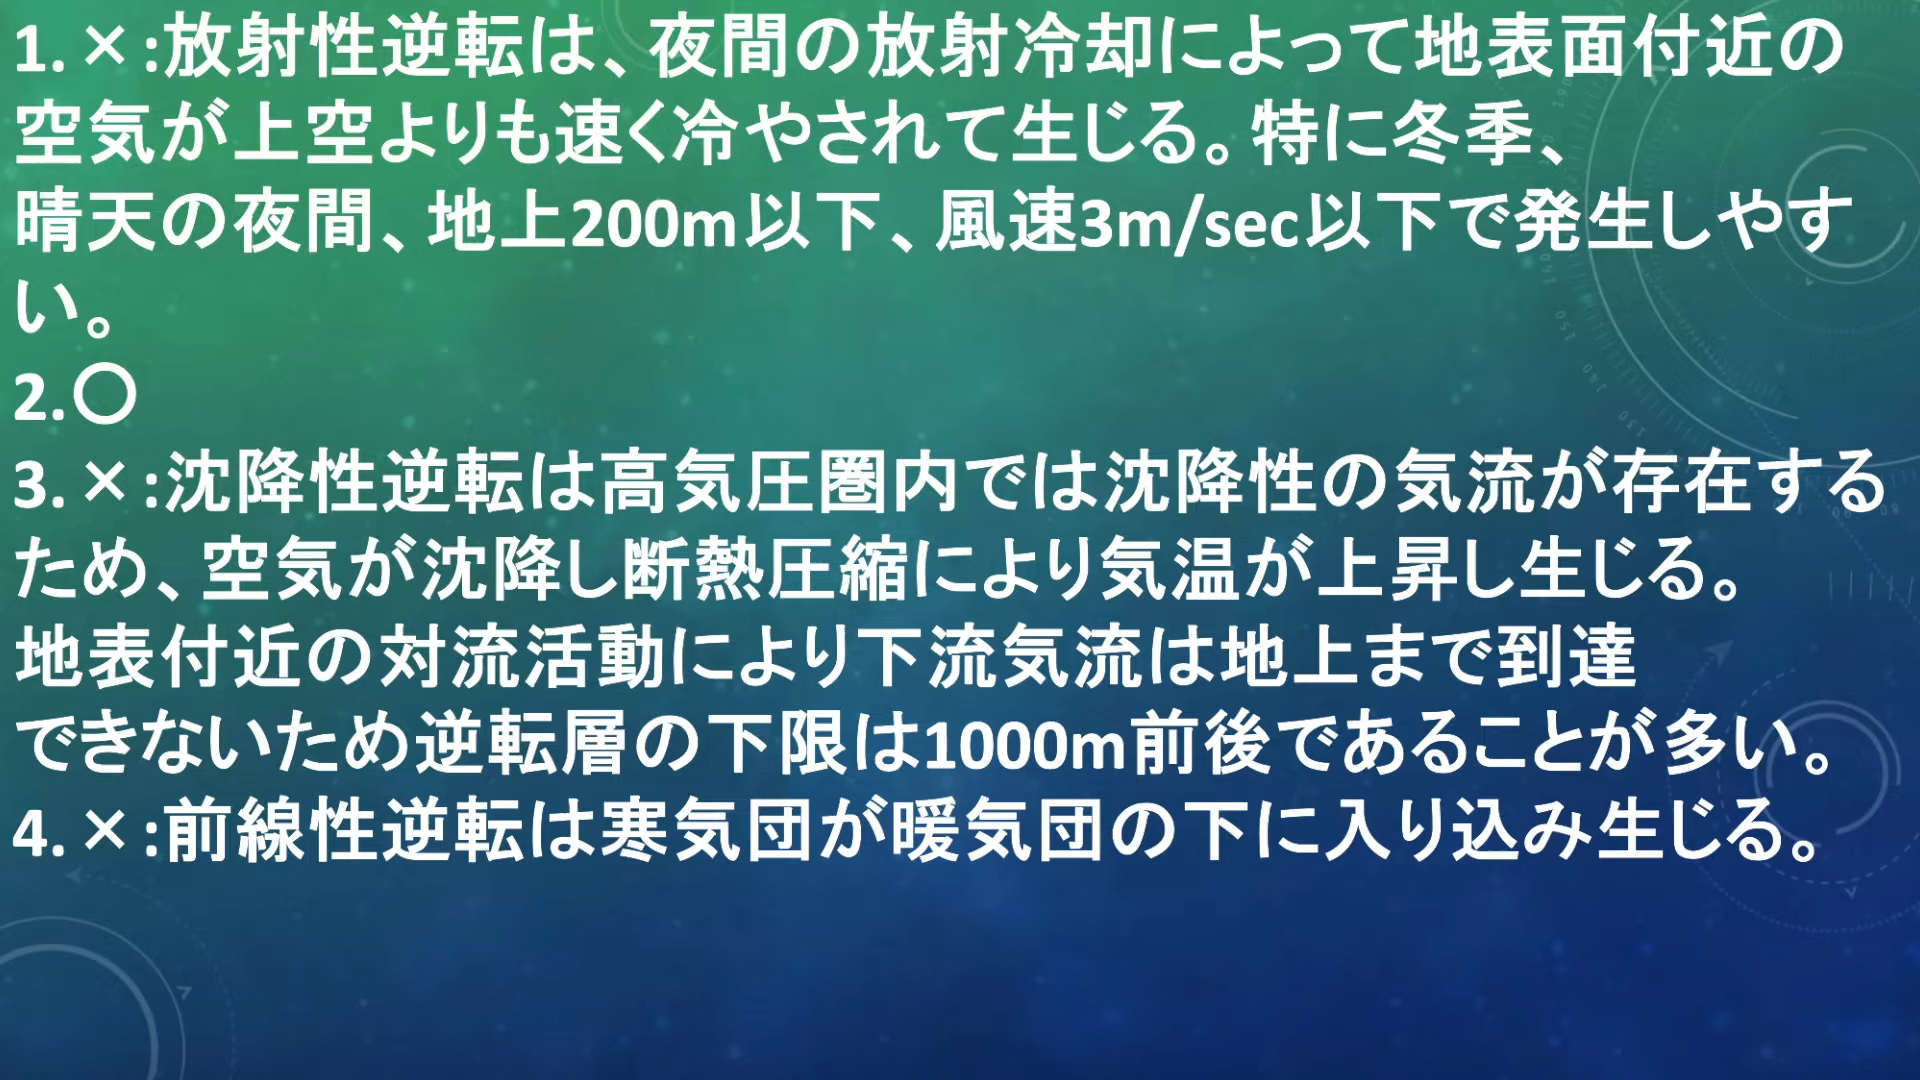 1.×:放射性逆転は、夜間の放射冷却によって地表面付近の
空気が上空よりも速く冷やされて生じる。特に冬季、
晴天の夜間、地上200m以下、風速3m/sec以下で発生しやす
い。
2.〇
3.×:沈降性逆転は高気圧圏内では沈降性の気流が存在する
ため、空気が沈降し断熱圧縮により気温が上昇し生じる。
地表付近の対流活動により下流気流は地上まで到達
できないため逆転層の下限は1000m前後であることが多い。
4.×:前線性逆転は寒気団が暖気団の下に入り込み生じる。